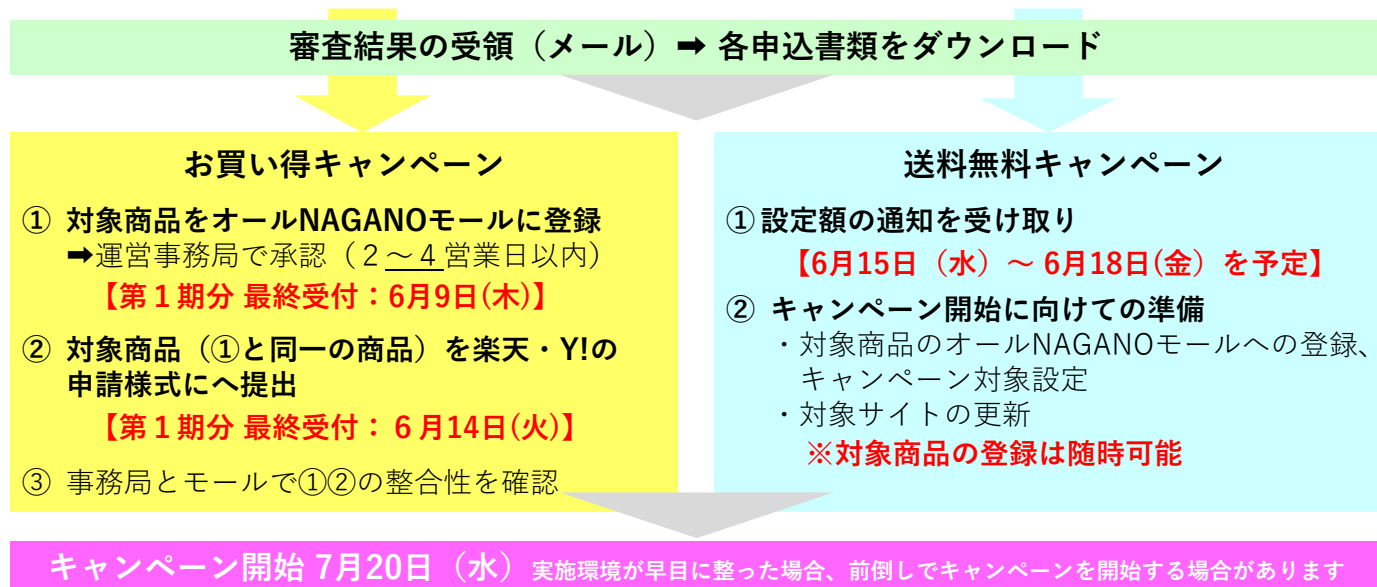 審査結果の受領（メール）➡ 各申込書類をダウンロード
お買い得キャンペーン
① 対象商品をオールNAGANOモールに登録
➡運営事務局で承認（２～４営業日以内）
【第１期分 最終受付：6月9日(木)】
② 対象商品（①と同一の商品）を楽天・Y!の
申請様式にへ提出
【第１期分 最終受付：６月14日(火)】
③ 事務局とモールで①②の整合性を確認
送料無料キャンペーン
①設定額の通知を受け取り
【6月15日（水）～ 6月18日(金）を予定】
② キャンペーン開始に向けての準備
・対象商品のオールNAGANOモールへの登録、
キャンペーン対象設定
・対象サイトの更新
※対象商品の登録は随時可能
キャンペーン開始 7月20日（水）実施環境が早目に整った場合、前倒しでキャンペーンを開始する場合があります